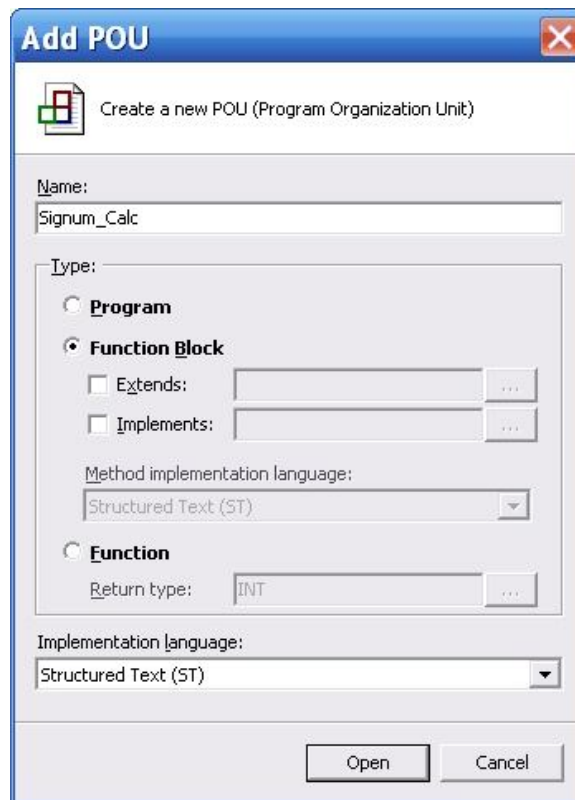 Add POU
Create a new POU (Program Organization Unit)
Name:
Signum_Calc
Type:
Program
Function Block
Extends:
...
Implements:
...
Method implementation language:
Structured Text (ST)
Function
Return type:
INT
...
Implementation language:
Structured Text (ST)
Open
Cancel